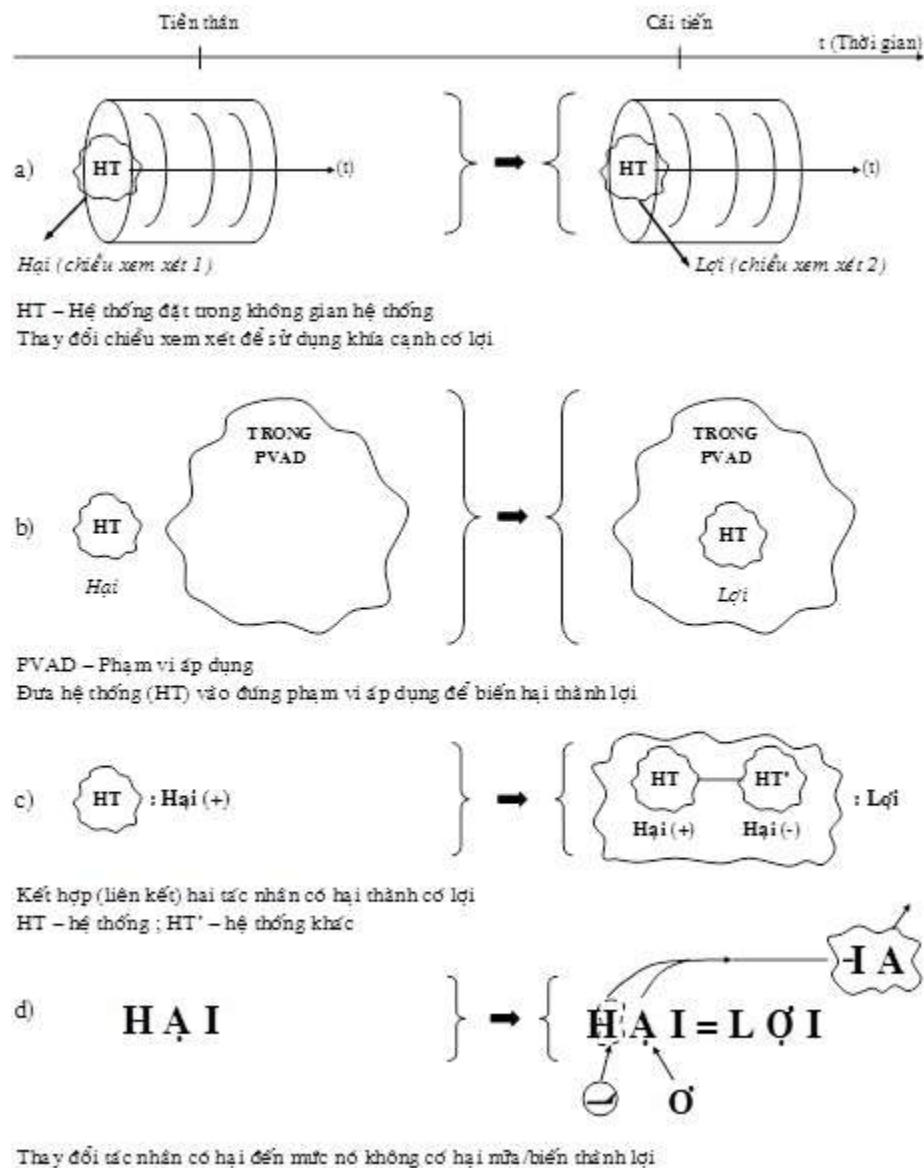 Tiền thân
Cải tiến
t (Thời gian)
a)
HT
(t)
HT
(t)
Hại (chiều xem xét 1)
Lợi (chiều xem xét 2)
HT – Hệ thống đặt trong không gian hệ thống
Thay đổi chiều xem xét để sử dụng khía cạnh có lợi
TRONG
PVAD
TRONG
PVAD
b)
HT
HT
Hại
Lợi
PVAD – Phạm vi áp dụng
Đưa hệ thống (HT) vào đúng phạm vi áp dụng để biến hại thành lợi
c)
HT
: Hại (+)
HT
HT'
: Lợi
Hại (+)
Hại (-)
Kết hợp (liên kết) hai tác nhân có hại thành có lợi
HT – hệ thống ; HT' – hệ thống khác
-I A
d)
HẠI
HẠI = LỢI
Ơ
Thay đổi tác nhân có hại đến mức nó không có hại nữa/biến thành lợi